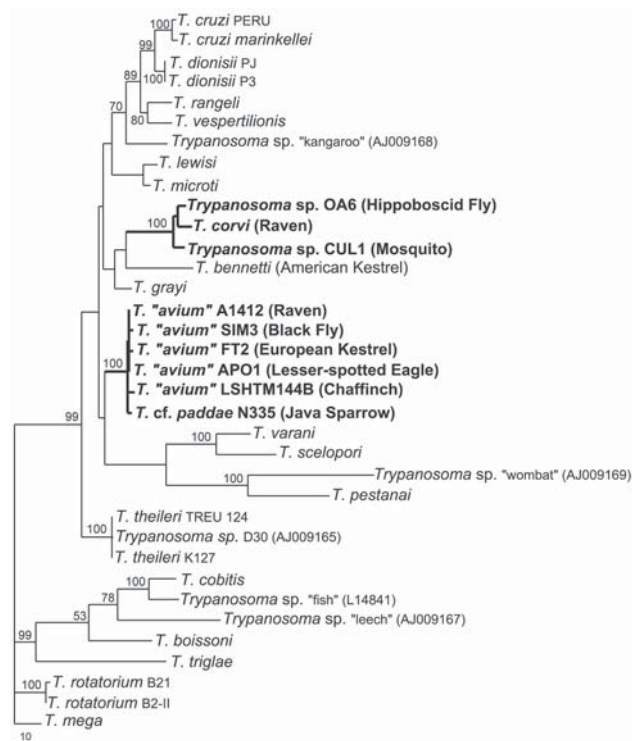 100
T. cruzi PERU
T. cruzi marinkellei
99
T. dionisii PJ
100
T. dionisii P3
89
T. rangeli
70
80
T. vespertilionis
Trypanosoma sp. "kangaroo" (AJ009168)
T. lewisi
T. microti
Trypanosoma sp. OA6 (Hippoboscid Fly)
100
T. corvi (Raven)
Trypanosoma sp. CUL1 (Mosquito)
T. bennetti (American Kestrel)
T. grayi
T. "avium" A1412 (Raven)
T. "avium" SIM3 (Black Fly)
T. "avium" FT2 (European Kestrel)
100
T. "avium" APO1 (Lesser-spotted Eagle)
T. "avium" LSHTM144B (Chaffinch)
T. cf. paddae N335 (Java Sparrow)
99
T. varani
100
T. scelopori
Trypanosoma sp. "wombat" (AJ009169)
100
T. pestanai
T. theileri TREU 124
100
Trypanosoma sp. D30 (AJ009165)
T. theileri K127
T. cobitis
100
Trypanosoma sp. "fish" (L14841)
78
Trypanosoma sp. "leech" (AJ009167)
53
T. boissoni
99
T. triglae
T. rotatorium B21
100
T. rotatorium B2-II
T. mega
10